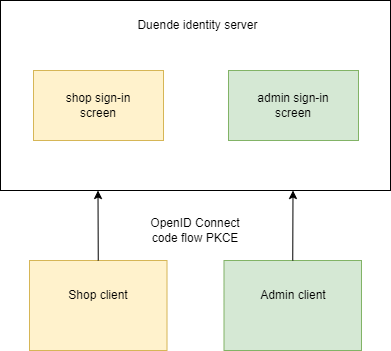 Duende identity server
shop sign-in
screen
admin sign-in
screen
OpenID Connect
code flow PKCE
Shop client
Admin client